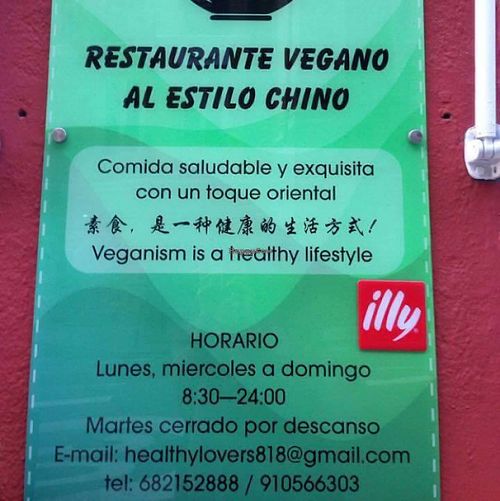 RESTAURANTE VEGANO
AL ESTILO CHINO
Comida saludable y exquisita
con un toque oriental
素食，是一种健康的生活方式！
Veganism is a healthy lifestyle
illy
HORARIO
Lunes, miercoles a domingo
8:30—24:00
Martes cerrado por descanso
E-mail: healthylovers818@gmail.com
tel: 682152888 / 910566303